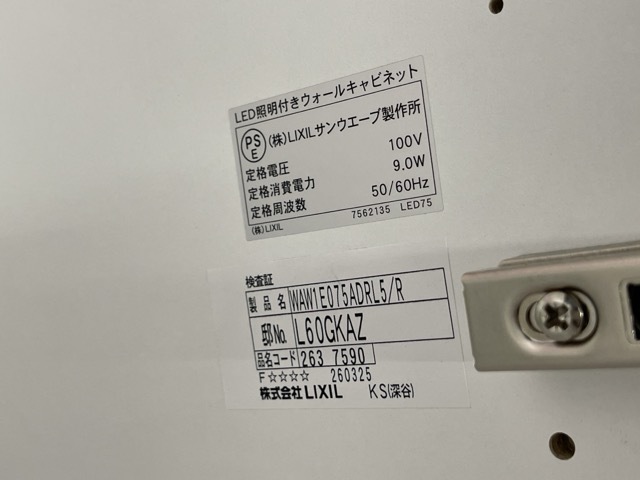 LED照明付きウォールキャビネット
PS
E
(株)LIXILサンウエーブ製作所
定格電圧 100V
定格消費電力 9.0W
定格周波数 50/60Hz
(株)LIXIL 7562135 LED75
検査証
製品名 WAW1E075ADRL5/R
邸No. L60GKAZ
品名コード 263 7590
F☆☆☆☆ 260325
株式会社LIXIL KS(深谷)